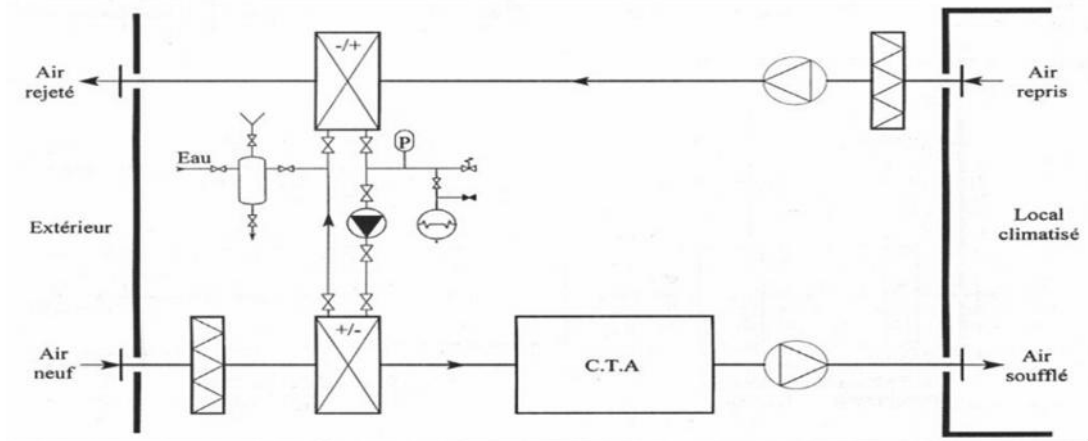 Air
rejeté
-/+
Air
repris
P
Eau
Extérieur
Local
climatisé
+/-
Air
neuf
C.T.A
Air
soufflé